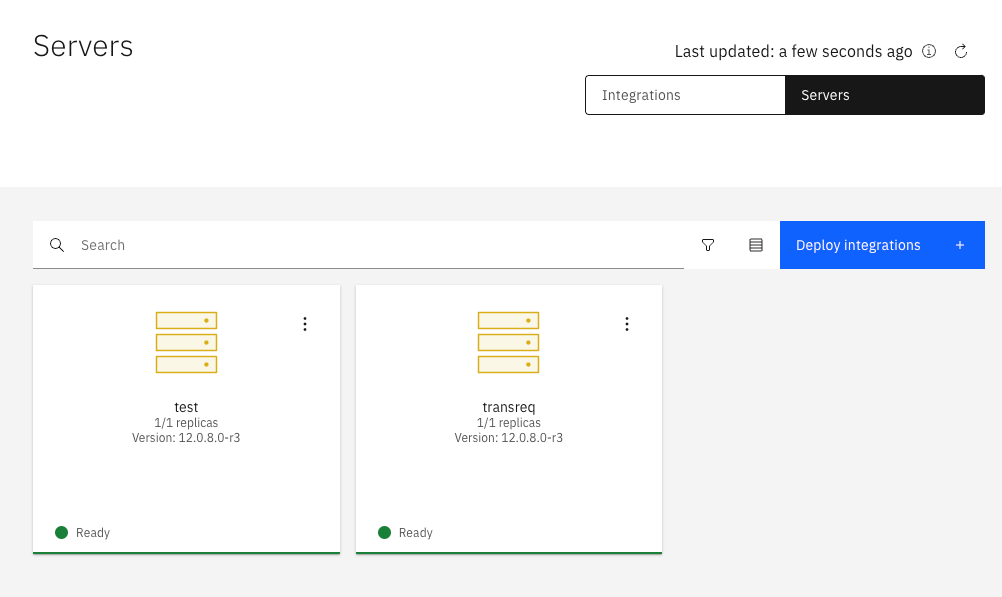 Servers
Last updated: a few seconds ago
Integrations
Servers
Search
Deploy integrations +
test
1/1 replicas
Version: 12.0.8.0-r3
Ready
transreq
1/1 replicas
Version: 12.0.8.0-r3
Ready